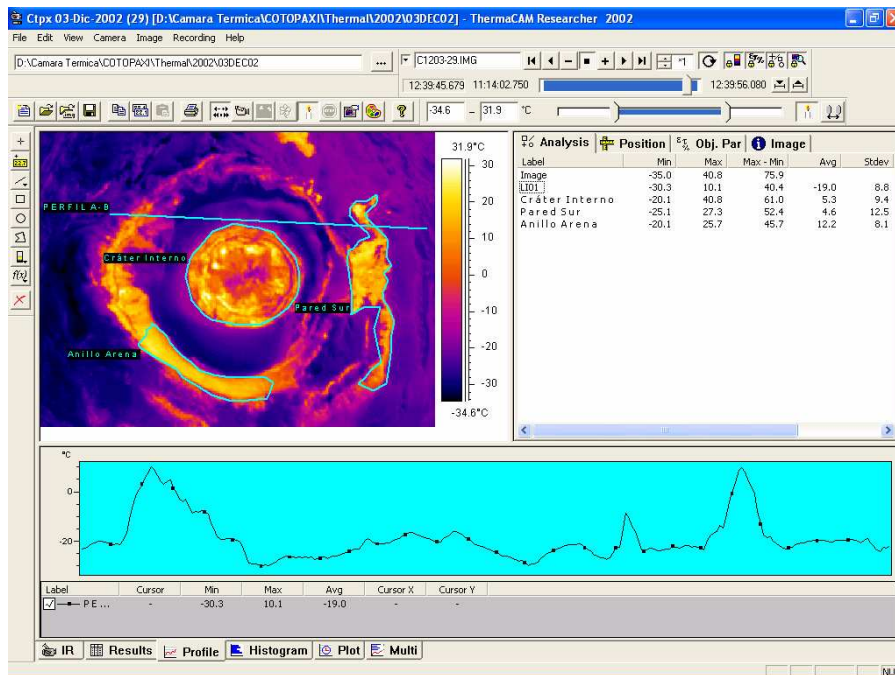 Ctpx 03-Dic-2002 (29) [D:\Camara Termica\COTOPAXI\Thermal\2002\03DEC02] - ThermaCAM Researcher 2002
File Edit View Camera Image Recording Help
D:\Camara Termica\COTOPAXI\Thermal\2002\03DEC02
...
C1203-29.IMG
12:39:45.679 11:14:02.750
12:39:56.080
-34.6 - 31.9 °C
31.9°C
30
20
10
0
-10
-20
-30
-34.6°C
PERFIL A-B
Cráter Interno
Pared Sur
Anillo Arena
Analysis Position Obj. Par Image
Label Min Max Max - Min Avg Stdev
Image -35.0 40.8 75.9
LI01 -30.3 10.1 40.4 -19.0 8.8
Cráter Interno -20.1 40.8 61.0 5.3 9.4
Pared Sur -25.1 27.3 52.4 4.6 12.5
Anillo Arena -20.1 25.7 45.7 12.2 8.1
°C
0
-20
Label Cursor Min Max Avg Cursor X Cursor Y
PE... - -30.3 10.1 -19.0 - -
IR Results Profile Histogram Plot Multi